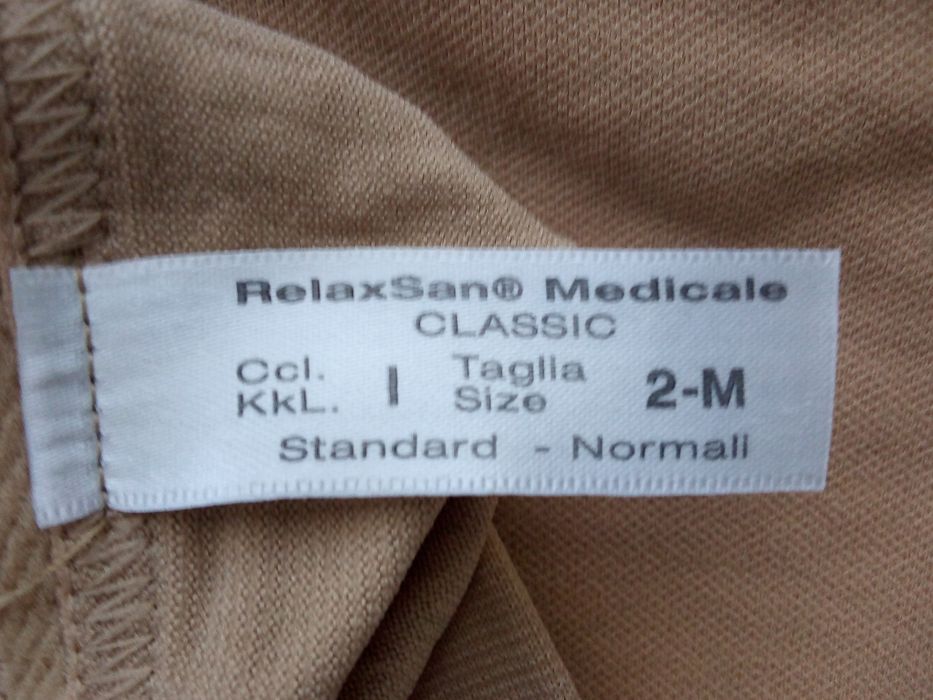 RelaxSan® Medicale
CLASSIC
Ccl. KkL. I Taglia Size 2-M
Standard - Normali